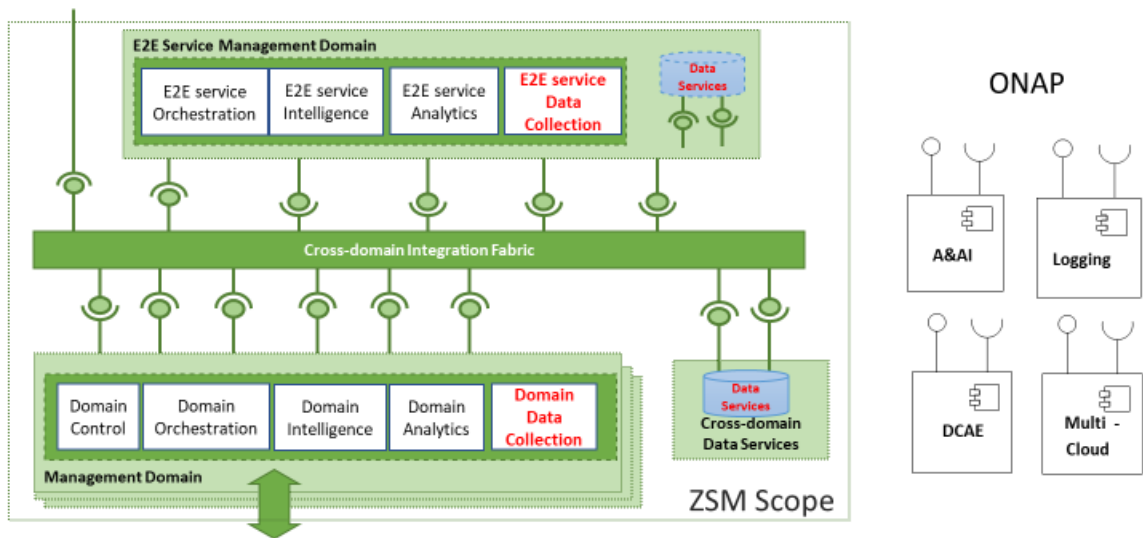 E2E Service Management Domain
E2E service
Orchestration
E2E service
Intelligence
E2E service
Analytics
E2E service
Data
Collection
Data
Services
Cross-domain Integration Fabric
Domain
Control
Domain
Orchestration
Domain
Intelligence
Domain
Analytics
Domain
Data
Collection
Management Domain
Data
Services
Cross-domain
Data Services
ZSM Scope
ONAP
A&AI
Logging
DCAE
Multi -
Cloud